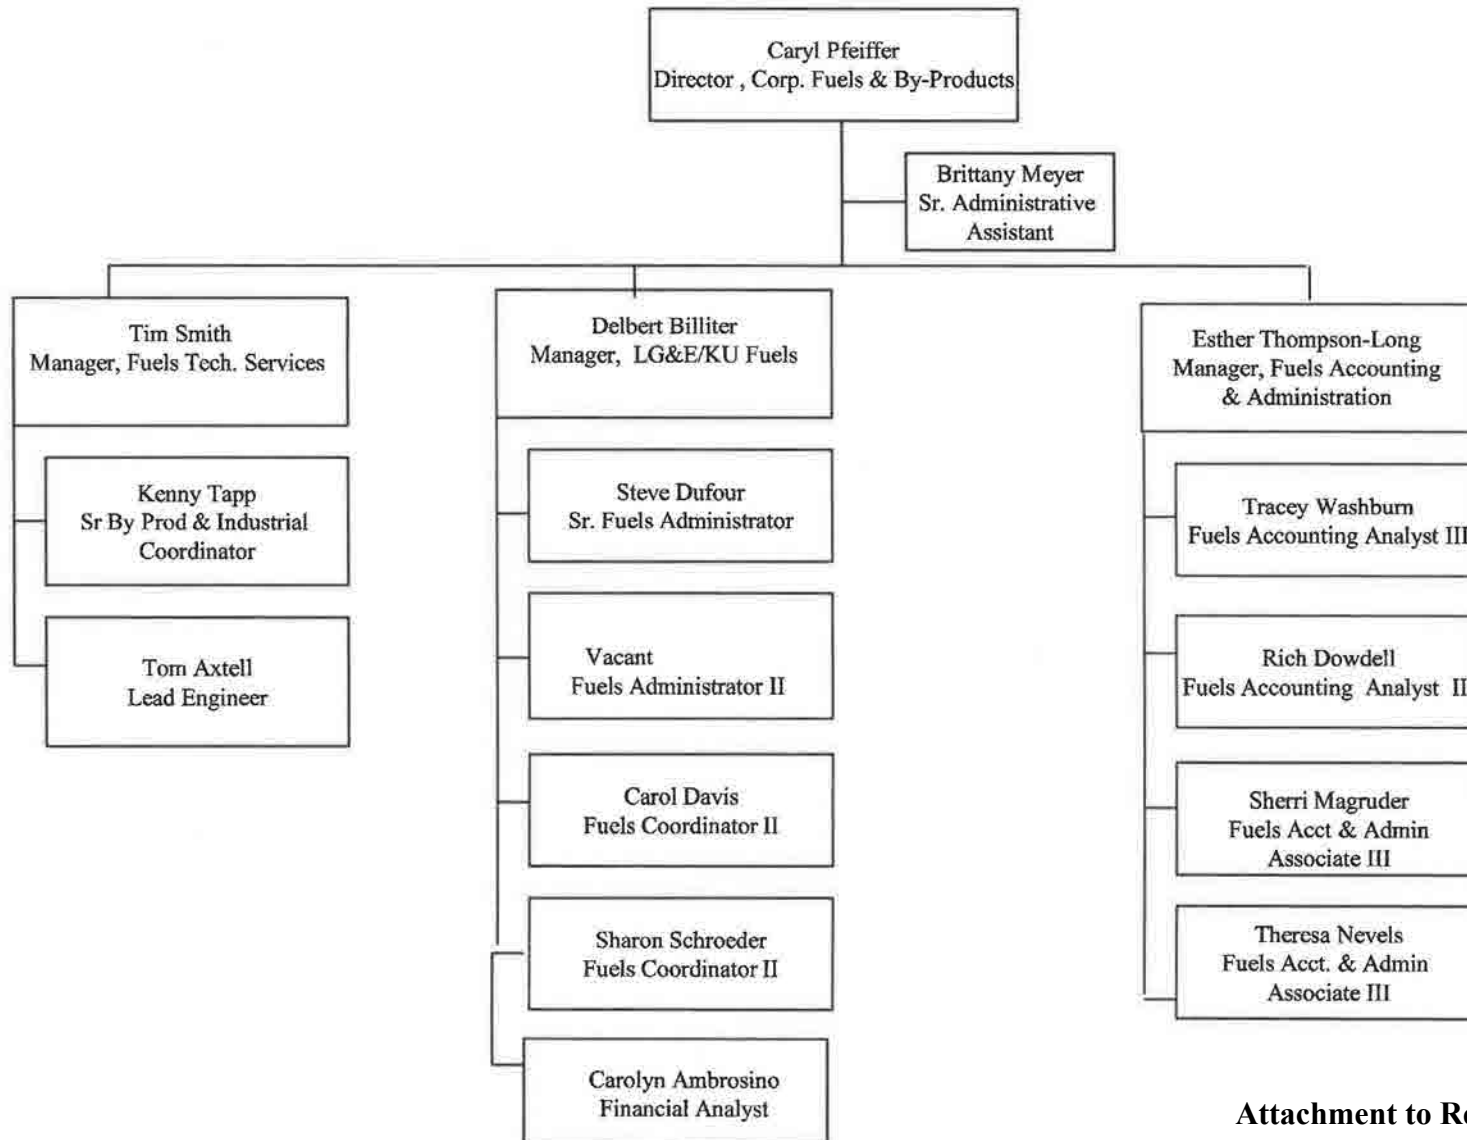 Caryl Pfeiffer
Director , Corp. Fuels & By-Products
Brittany Meyer
Sr. Administrative
Assistant
Tim Smith
Manager, Fuels Tech. Services
Kenny Tapp
Sr By Prod & Industrial
Coordinator
Tom Axtell
Lead Engineer
Delbert Billiter
Manager, LG&E/KU Fuels
Steve Dufour
Sr. Fuels Administrator
Vacant
Fuels Administrator II
Carol Davis
Fuels Coordinator II
Sharon Schroeder
Fuels Coordinator II
Carolyn Ambrosino
Financial Analyst
Esther Thompson-Long
Manager, Fuels Accounting
& Administration
Tracey Washburn
Fuels Accounting Analyst III
Rich Dowdell
Fuels Accounting Analyst II
Sherri Magruder
Fuels Acct & Admin
Associate III
Theresa Nevels
Fuels Acct. & Admin
Associate III
Attachment to